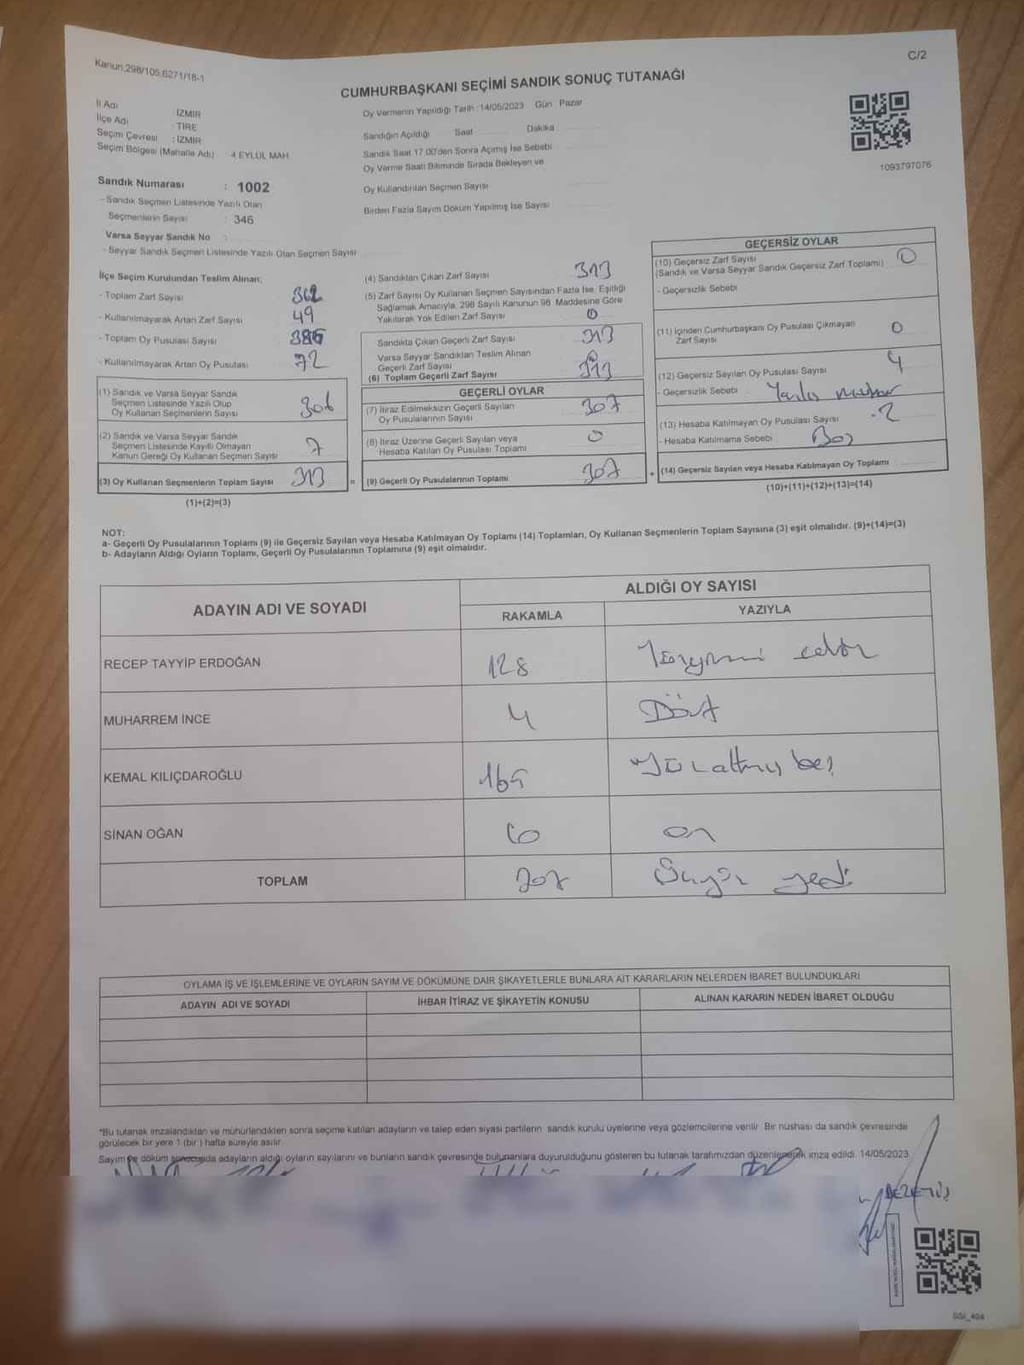 Kanun:298/105,6271/18-1
C/2
CUMHURBAŞKANI SEÇİMİ SANDIK SONUÇ TUTANAĞI
İl Adı : İZMİR
İlçe Adı : TİRE
Seçim Çevresi : İZMİR
Seçim Bölgesi (Mahalle Adı) : 4 EYLÜL MAH
Oy Vermenin Yapıldığı Tarih :14/05/2023 Gün : Pazar
Sandığın Açıldığı Saat Dakika
Sandık Saat 17:00'den Sonra Açılmış İse Sebebi
Oy Verme Saati Bitiminde Sırada Bekleyen ve
Oy Kullandırılan Seçmen Sayısı
Birden Fazla Sayım Döküm Yapılmış İse Sayısı
1093797076
Sandık Numarası : 1002
- Sandık Seçmen Listesinde Yazılı Olan
Seçmenlerin Sayısı : 346
Varsa Seyyar Sandık No :
- Seyyar Sandık Seçmen Listesinde Yazılı Olan Seçmen Sayısı
İlçe Seçim Kurulundan Teslim Alınan;
- Toplam Zarf Sayısı 362
- Kullanılmayarak Artan Zarf Sayısı 49
- Toplam Oy Pusulası Sayısı 385
- Kullanılmayarak Artan Oy Pusulası 72
(1) Sandık ve Varsa Seyyar Sandık
Seçmen Listesinde Yazılı Olup
Oy Kullanan Seçmenlerin Sayısı 306
(2) Sandık ve Varsa Seyyar Sandık
Seçmen Listesinde Kayıtlı Olmayan
Kanun Gereği Oy Kullanan Seçmen Sayısı 7
(3) Oy Kullanan Seçmenlerin Toplam Sayısı 313 =
(1)+(2)=(3)
(4) Sandıktan Çıkan Zarf Sayısı 313
(5) Zarf Sayısı Oy Kullanan Seçmen Sayısından Fazla İse, Eşitliği
Sağlamak Amacıyla, 298 Sayılı Kanunun 98. Maddesine Göre
Yakılarak Yok Edilen Zarf Sayısı 0
Sandıkta Çıkan Geçerli Zarf Sayısı 313
Varsa Seyyar Sandıktan Teslim Alınan
Geçerli Zarf Sayısı 0
(6) Toplam Geçerli Zarf Sayısı 313
GEÇERLİ OYLAR
(7) İtiraz Edilmeksizin Geçerli Sayılan
Oy Pusulalarının Sayısı 307
(8) İtiraz Üzerine Geçerli Sayılan veya
Hesaba Katılan Oy Pusulası Toplamı 0
(9) Geçerli Oy Pusulalarının Toplamı 307 +
GEÇERSİZ OYLAR
(10) Geçersiz Zarf Sayısı
(Sandık ve Varsa Seyyar Sandık Geçersiz Zarf Toplamı) 0
- Geçersizlik Sebebi
(11) İçinden Cumhurbaşkanı Oy Pusulası Çıkmayan
Zarf Sayısı 0
(12) Geçersiz Sayılan Oy Pusulası Sayısı 4
- Geçersizlik Sebebi Yanlış mühür
(13) Hesaba Katılmayan Oy Pusulası Sayısı 2
- Hesaba Katılmama Sebebi Boş
(14) Geçersiz Sayılan veya Hesaba Katılmayan Oy Toplamı
(10)+(11)+(12)+(13)=(14)
NOT:
a- Geçerli Oy Pusulalarının Toplamı (9) ile Geçersiz Sayılan veya Hesaba Katılmayan Oy Toplamı (14) Toplamları, Oy Kullanan Seçmenlerin Toplam Sayısına (3) eşit olmalıdır. (9)+(14)=(3)
b- Adayların Aldığı Oyların Toplamı, Geçerli Oy Pusulalarının Toplamına (9) eşit olmalıdır.
ADAYIN ADI VE SOYADI ALDIĞI OY SAYISI
RAKAMLA YAZIYLA
RECEP TAYYİP ERDOĞAN 128
MUHARREM İNCE 4 Dört
KEMAL KILIÇDAROĞLU 165 Yüz altmış beş
SİNAN OĞAN 10 on
TOPLAM 307 yedi
OYLAMA İŞ VE İŞLEMLERİNE VE OYLARIN SAYIM VE DÖKÜMÜNE DAİR ŞİKAYETLERLE BUNLARA AİT KARARLARIN NELERDEN İBARET BULUNDUKLARI
ADAYIN ADI VE SOYADI İHBAR İTİRAZ VE ŞİKAYETİN KONUSU ALINAN KARARIN NEDEN İBARET OLDUĞU
*Bu tutanak imzalandıktan ve mühürlendikten sonra seçime katılan adayların ve talep eden siyasi partilerin sandık kurulu üyelerine veya gözlemcilerine verilir. Bir nüshası da sandık çevresinde
görülecek bir yere 1 (bir) hafta süreyle asılır.
Sayım ve döküm sonucunda adayların aldığı oyların sayılarını ve bunların sandık çevresinde bulunanlara duyurulduğunu gösteren bu tutanak tarafımızdan düzenlenerek imza edildi. 14/05/2023